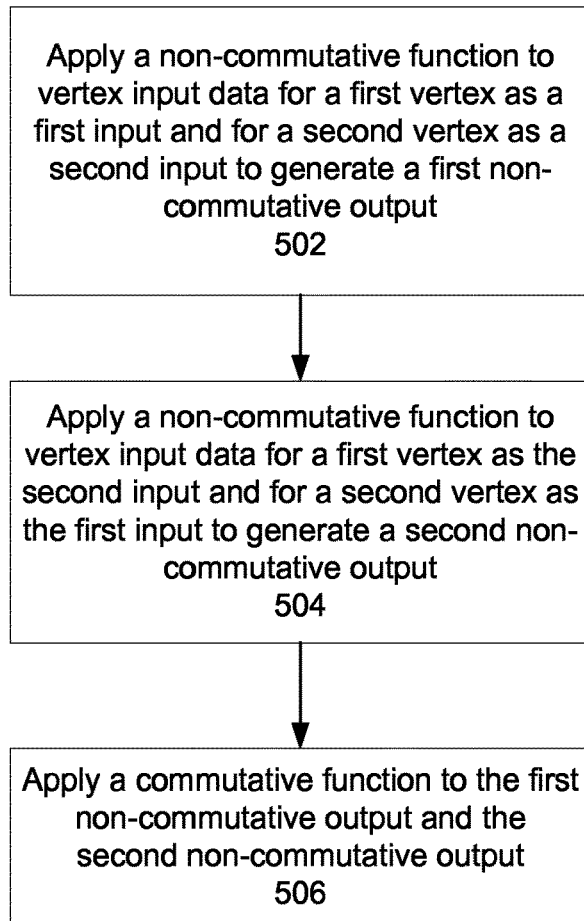 Apply a non-commutative function to
vertex input data for a first vertex as a
first input and for a second vertex as a
second input to generate a first non-
commutative output
502
Apply a non-commutative function to
vertex input data for a first vertex as the
second input and for a second vertex as
the first input to generate a second non-
commutative output
504
Apply a commutative function to the first
non-commutative output and the
second non-commutative output
506